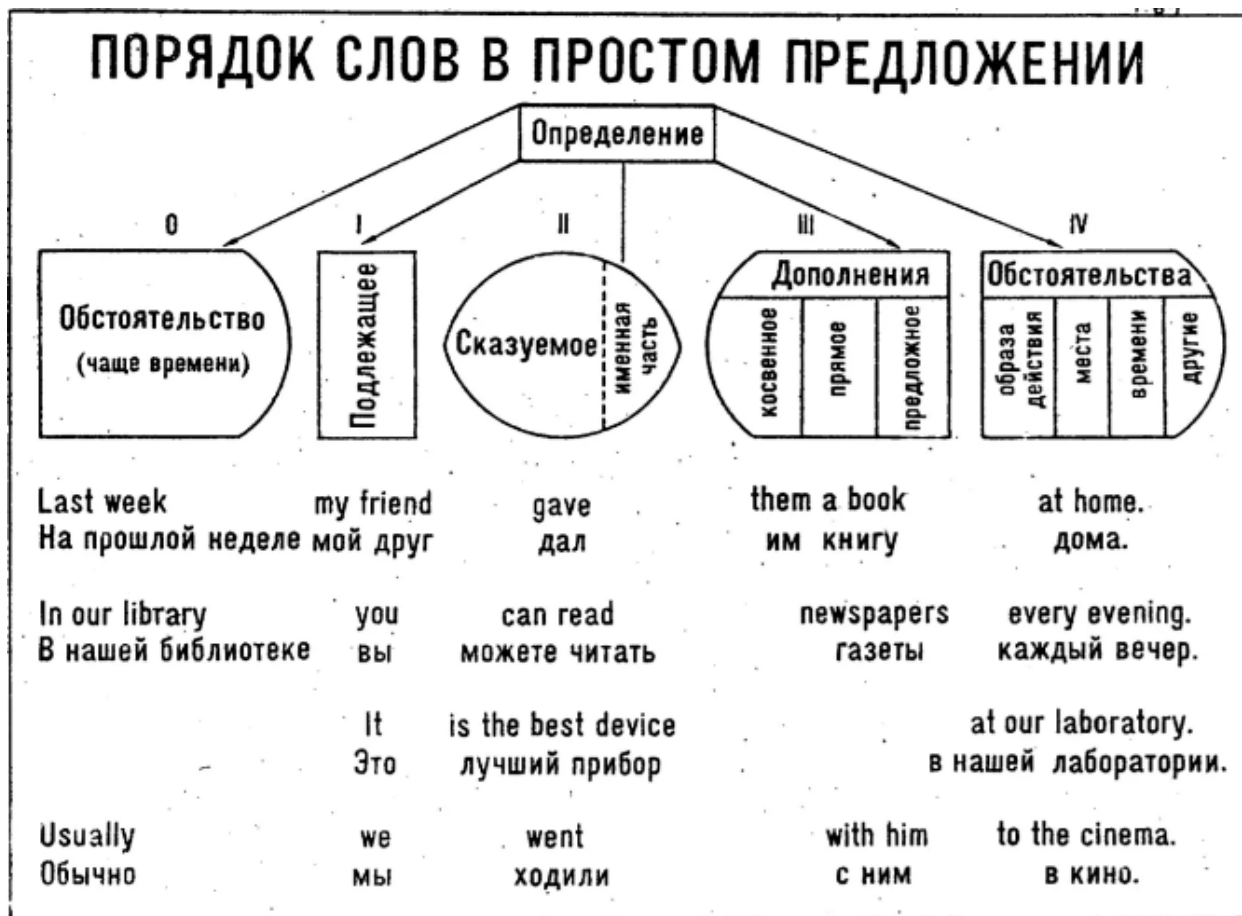 ПОРЯДОК СЛОВ В ПРОСТОМ ПРЕДЛОЖЕНИИ
Определение
0 I II III IV
Обстоятельство
(чаще времени)
Подлежащее
Сказуемое
именная
часть
Дополнения
косвенное
прямое
предложное
Обстоятельства
образа
действия
места
времени
другие
Last week my friend gave them a book at home.
На прошлой неделе мой друг дал им книгу дома.
In our library you can read newspapers every evening.
В нашей библиотеке вы можете читать газеты каждый вечер.
It is the best device at our laboratory.
Это лучший прибор в нашей лаборатории.
Usually we went with him to the cinema.
Обычно мы ходили с ним в кино.